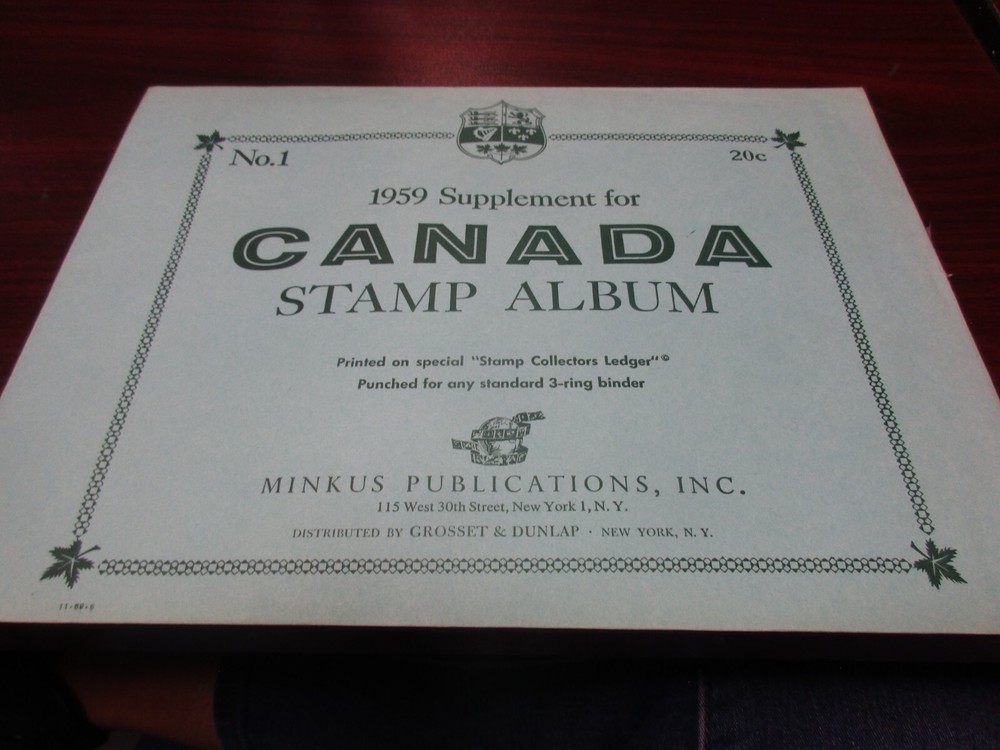 No.1
20c
1959 Supplement for
CANADA
STAMP ALBUM
Printed on special "Stamp Collectors Ledger"©
Punched for any standard 3-ring binder
MINKUS PUBLICATIONS, INC.
115 West 30th Street, New York 1, N. Y.
DISTRIBUTED BY GROSSET & DUNLAP · NEW YORK, N. Y.